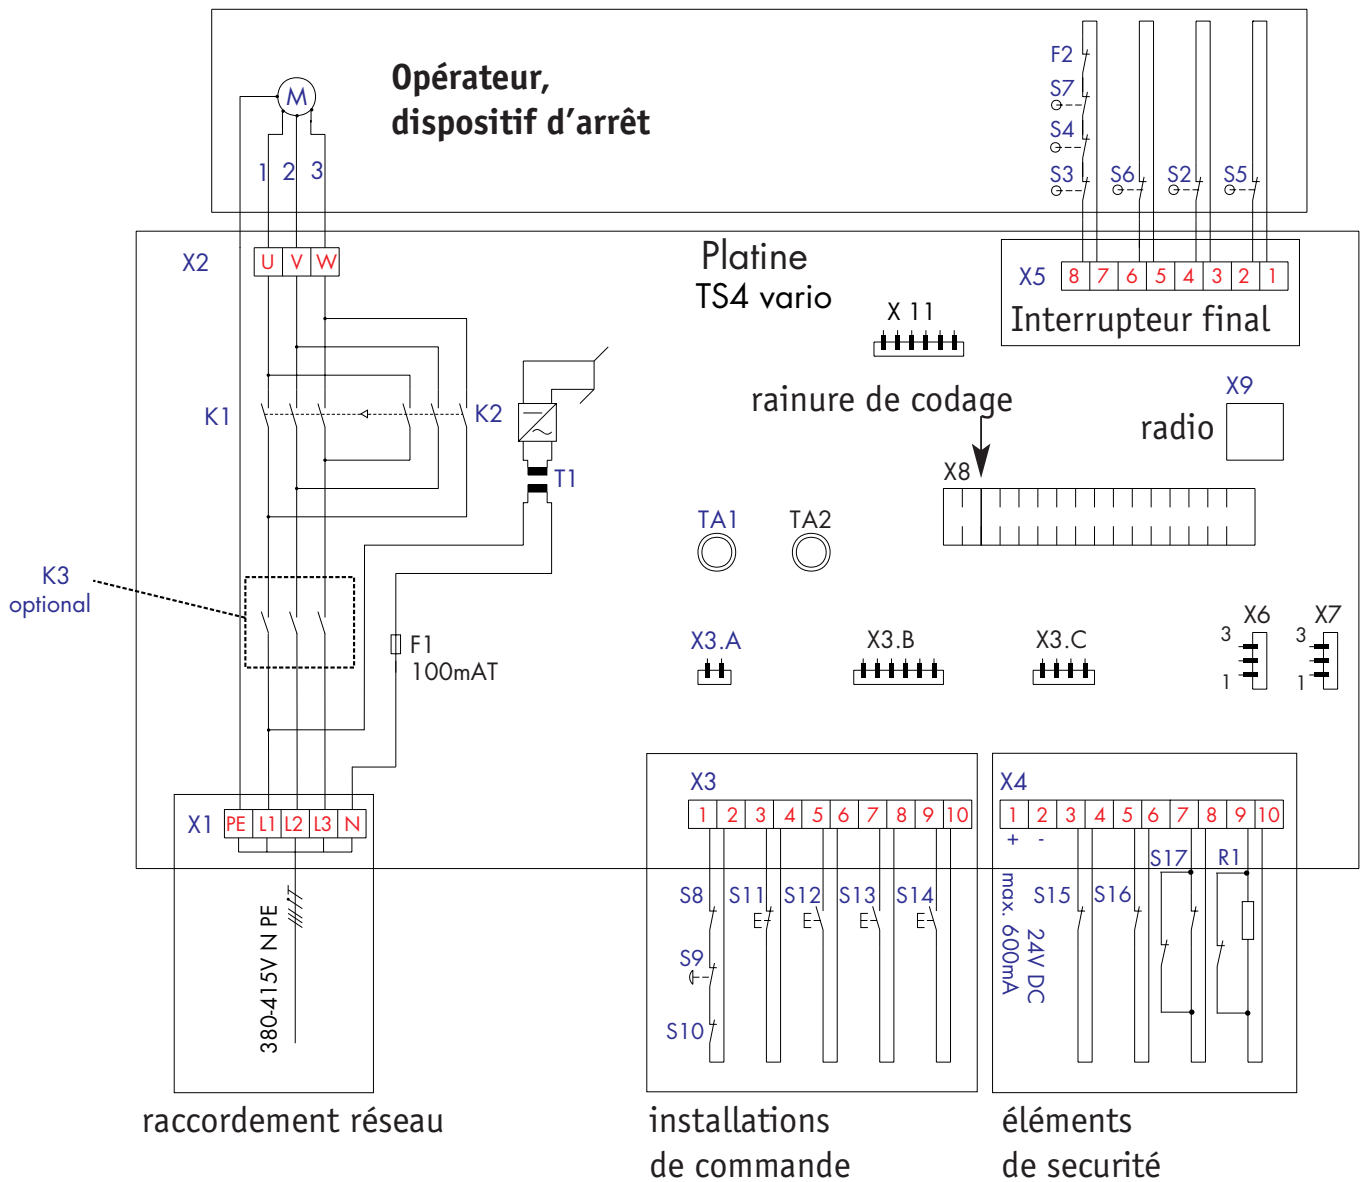 Opérateur,
dispositif d'arrêt
M
1 2 3
F2
S7
S4
S3 S6 S2 S5
X2 U V W
Platine
TS4 vario
X5 8 7 6 5 4 3 2 1
Interrupteur final
X 11
rainure de codage
X9
radio
K1 K2
T1
X8
TA1 TA2
K3
optional
F1
100mAT
X3.A X3.B X3.C
X6 X7
3 3
1 1
X1 PE L1 L2 L3 N
380-415V N PE
raccordement réseau
X3
1 2 3 4 5 6 7 8 9 10
S8 S11 S12 S13 S14
S9
S10
installations
de commande
X4
1 2 3 4 5 6 7 8 9 10
+ -
S17 R1
S15 S16
24V DC
max. 600mA
éléments
de securité